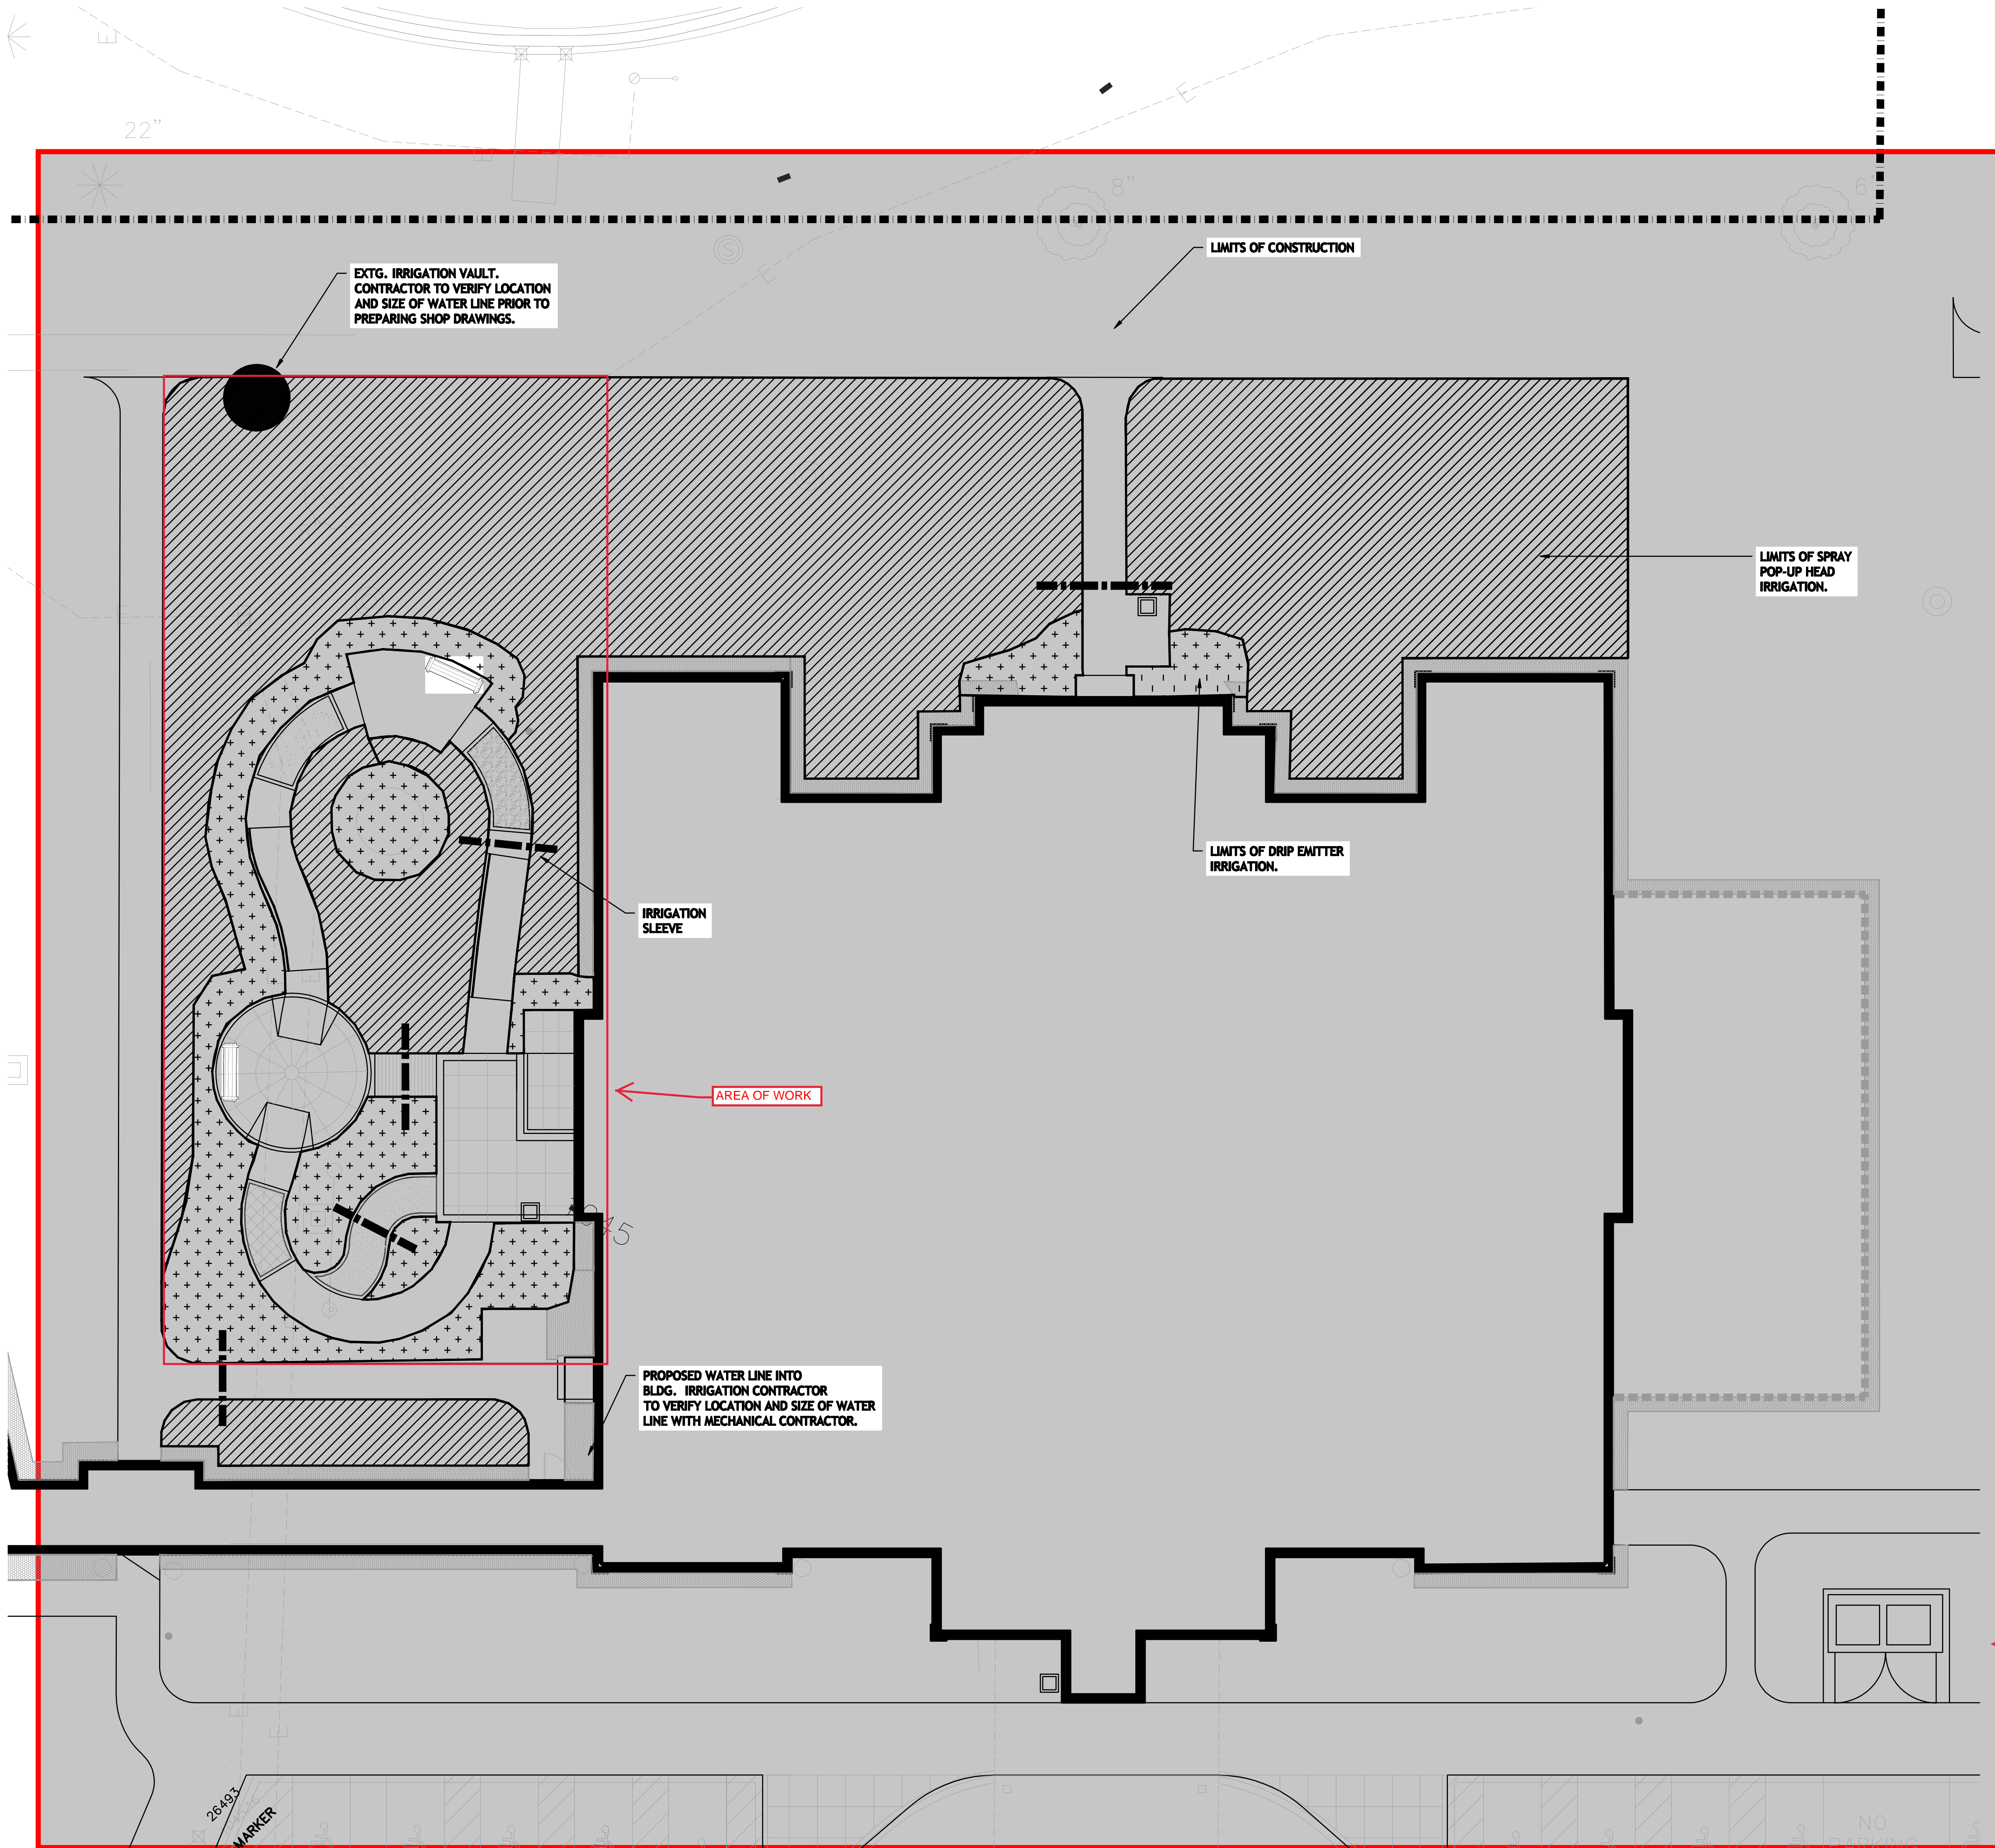 E
22"
E
E
8"
6"
S
E
LIMITS OF CONSTRUCTION
EXTG. IRRIGATION VAULT.
CONTRACTOR TO VERIFY LOCATION
AND SIZE OF WATER LINE PRIOR TO
PREPARING SHOP DRAWINGS.
LIMITS OF SPRAY
POP-UP HEAD
IRRIGATION.
E
E
LIMITS OF DRIP EMITTER
IRRIGATION.
IRRIGATION
SLEEVE
E
AREA OF WORK
PROPOSED WATER LINE INTO
BLDG. IRRIGATION CONTRACTOR
TO VERIFY LOCATION AND SIZE OF WATER
LINE WITH MECHANICAL CONTRACTOR.
E
E
26493
MARKER
NO
PARKING